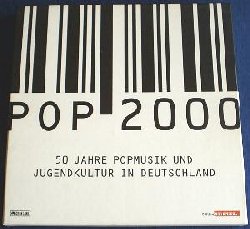 POP 2000
50 JAHRE POPMUSIK UND
JUGENDKULTUR IN DEUTSCHLAND